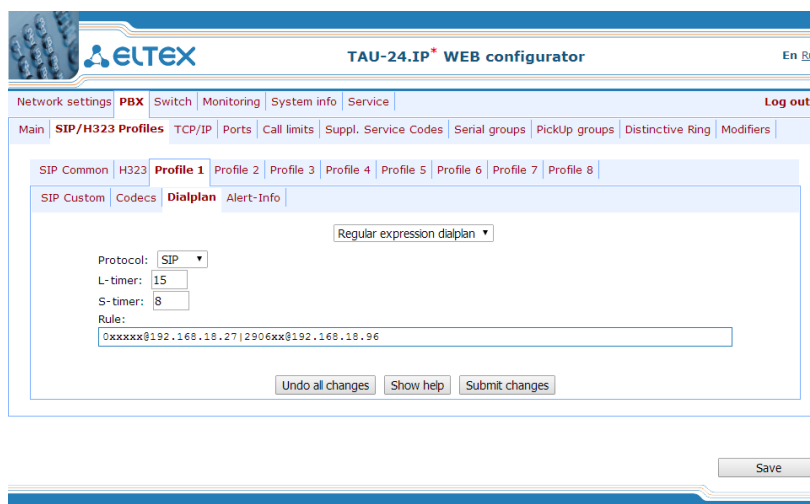 ELTEX
TAU-24.IP* WEB configurator
En
Network settings PBX Switch Monitoring System info Service
Log out
Main SIP/H323 Profiles TCP/IP Ports Call limits Suppl. Service Codes Serial groups PickUp groups Distinctive Ring Modifiers
SIP Common H323 Profile 1 Profile 2 Profile 3 Profile 4 Profile 5 Profile 6 Profile 7 Profile 8
SIP Custom Codecs Dialplan Alert-Info
Regular expression dialplan
Protocol: SIP
L-timer: 15
S-timer: 8
Rule:
0xxxxx@192.168.18.27|2906xx@192.168.18.96
Undo all changes Show help Submit changes
Save